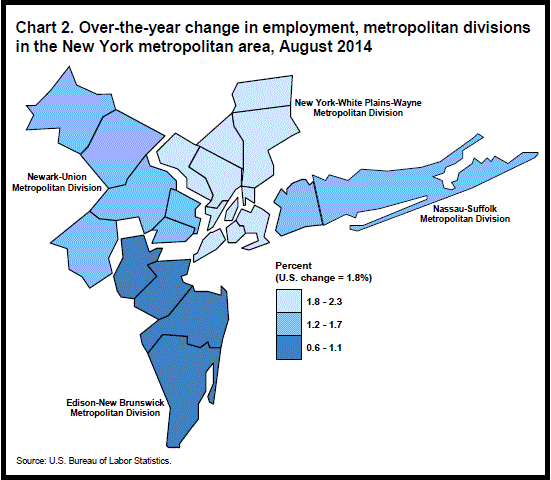 Chart 2. Over-the-year change in employment, metropolitan divisions
in the New York metropolitan area, August 2014
New York-White Plains-Wayne
Metropolitan Division
Newark-Union
Metropolitan Division
Nassau-Suffolk
Metropolitan Division
Percent
(U.S. change = 1.8%)
1.8 - 2.3
1.2 - 1.7
0.6 - 1.1
Edison-New Brunswick
Metropolitan Division
Source: U.S. Bureau of Labor Statistics.